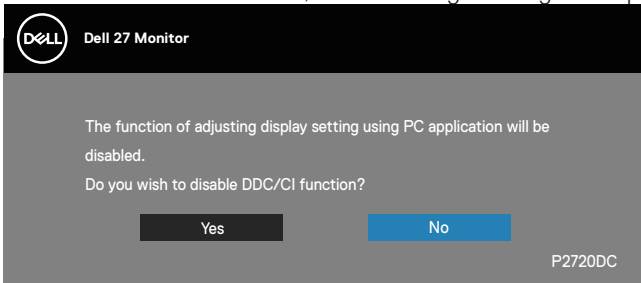 DELL
Dell 27 Monitor
The function of adjusting display setting using PC application will be
disabled.
Do you wish to disable DDC/CI function?
Yes
No
P2720DC